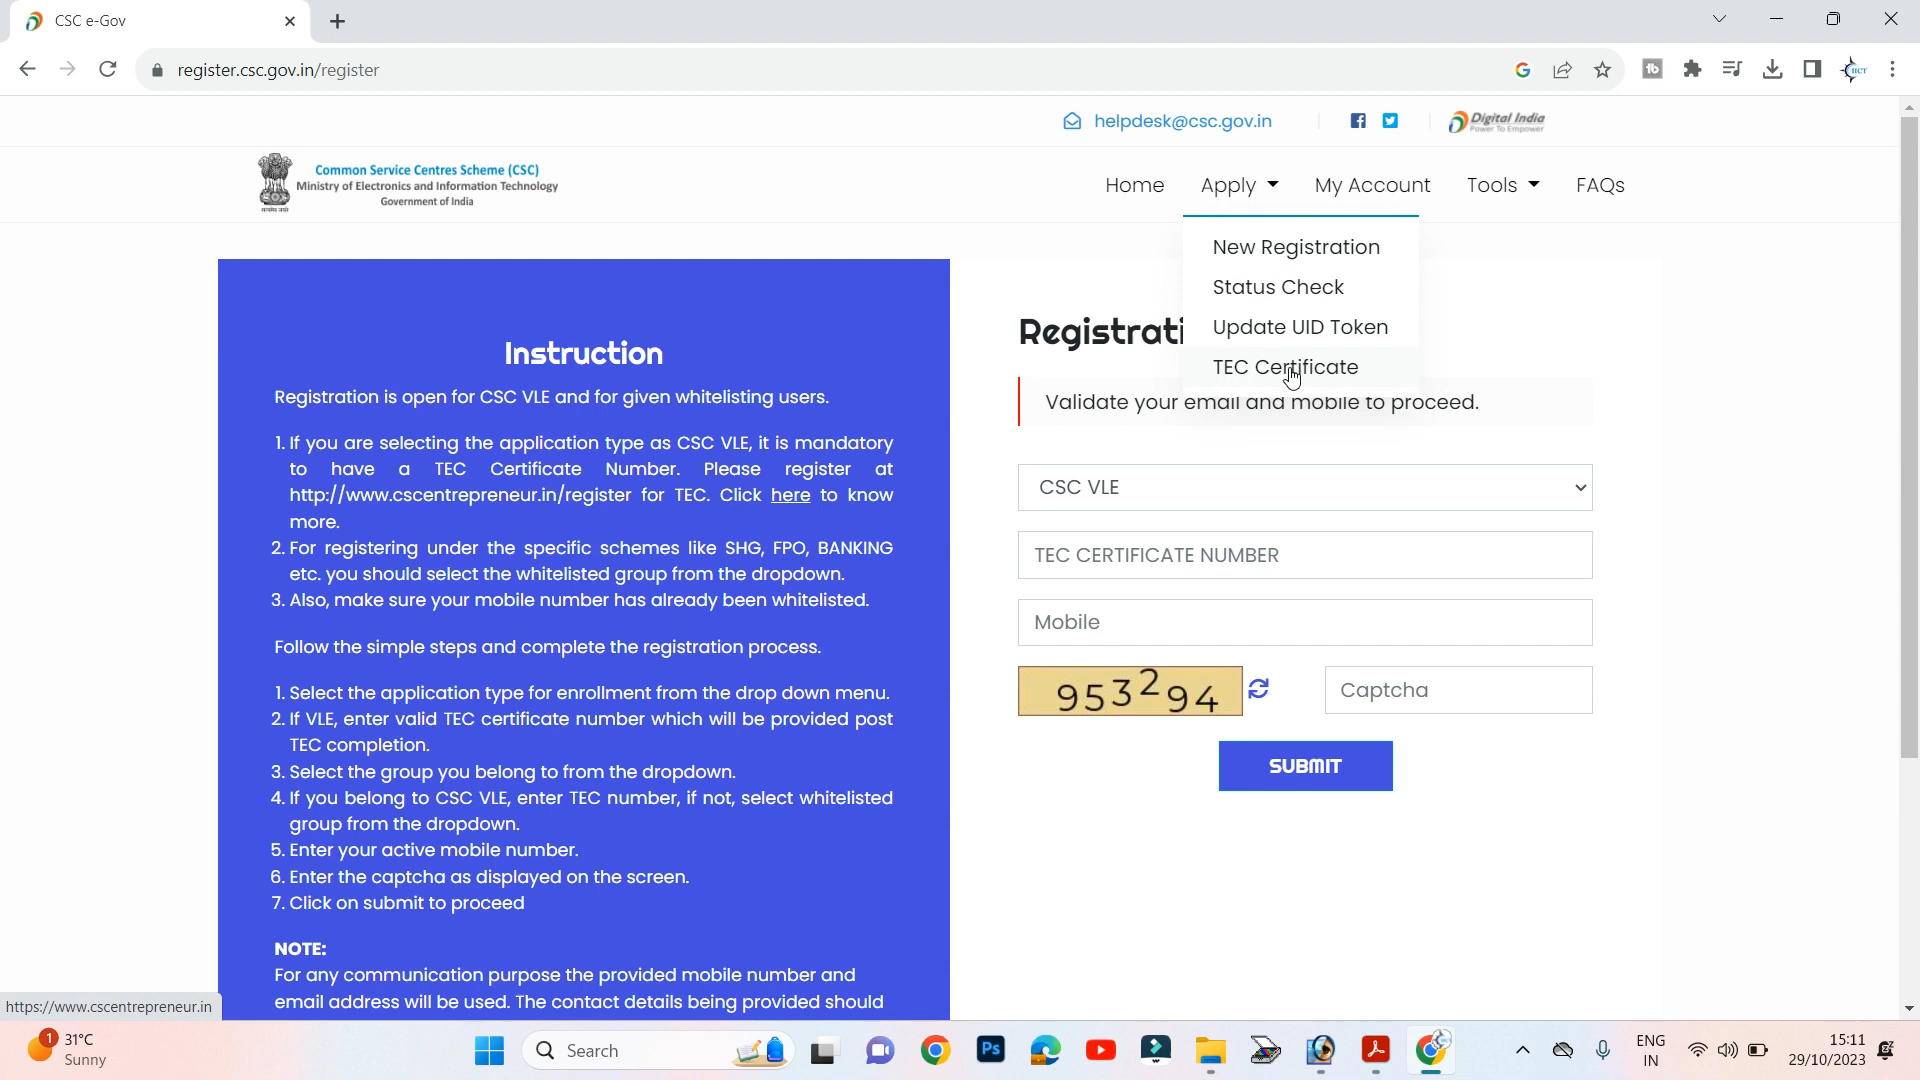 CSC e-Gov
register.csc.gov.in/register
helpdesk@csc.gov.in
Digital India
Power To Empower
Common Service Centres Scheme (CSC)
Ministry of Electronics and Information Technology
Government of India
Home
Apply
My Account
Tools
FAQs
New Registration
Status Check
Update UID Token
TEC Certificate
Registrati
Validate your email and mobile to proceed.
CSC VLE
TEC CERTIFICATE NUMBER
Mobile
953294
Captcha
SUBMIT
Instruction
Registration is open for CSC VLE and for given whitelisting users.
1. If you are selecting the application type as CSC VLE, it is mandatory
to have a TEC Certificate Number. Please register at
http://www.cscentrepreneur.in/register for TEC. Click here to know
more.
2. For registering under the specific schemes like SHG, FPO, BANKING
etc. you should select the whitelisted group from the dropdown.
3. Also, make sure your mobile number has already been whitelisted.
Follow the simple steps and complete the registration process.
1. Select the application type for enrollment from the drop down menu.
2. If VLE, enter valid TEC certificate number which will be provided post
TEC completion.
3. Select the group you belong to from the dropdown.
4. If you belong to CSC VLE, enter TEC number, if not, select whitelisted
group from the dropdown.
5. Enter your active mobile number.
6. Enter the captcha as displayed on the screen.
7. Click on submit to proceed
NOTE:
For any communication purpose the provided mobile number and
email address will be used. The contact details being provided should
https://www.cscentrepreneur.in
1
31°C
Sunny
Search
Ps
ENG
IN
15:11
29/10/2023